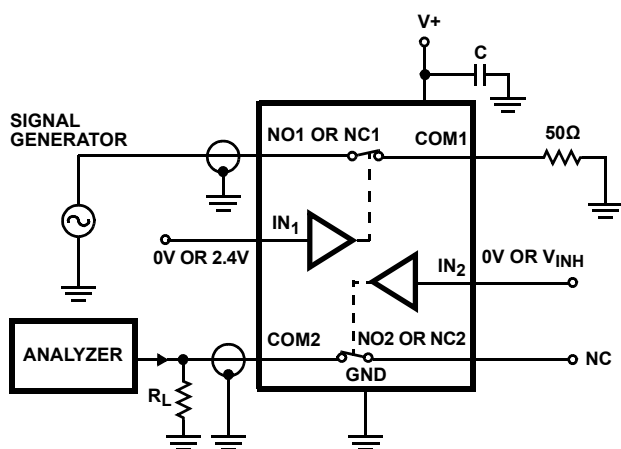 V+
C
SIGNAL
GENERATOR
NO1 OR NC1
COM1
50Ω
IN1
0V OR 2.4V
IN2
0V OR VINH
ANALYZER
COM2
NO2 OR NC2
NC
GND
RL